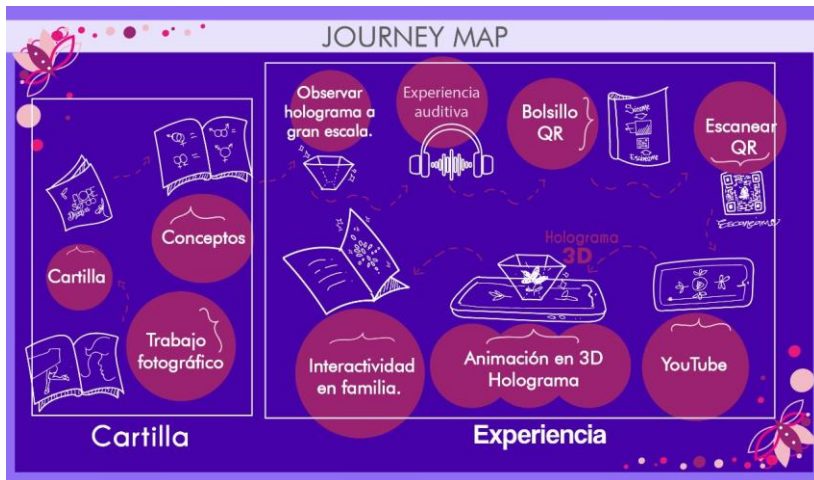 JOURNEY MAP
Observar
holograma a
gran escala.
Experiencia
auditiva
Bolsillo
QR
Escanear
QR
Conceptos
Cartilla
Trabajo
fotográfico
Holograma
3D
Interactividad
en familia.
Animación en 3D
Holograma
YouTube
Cartilla
Experiencia